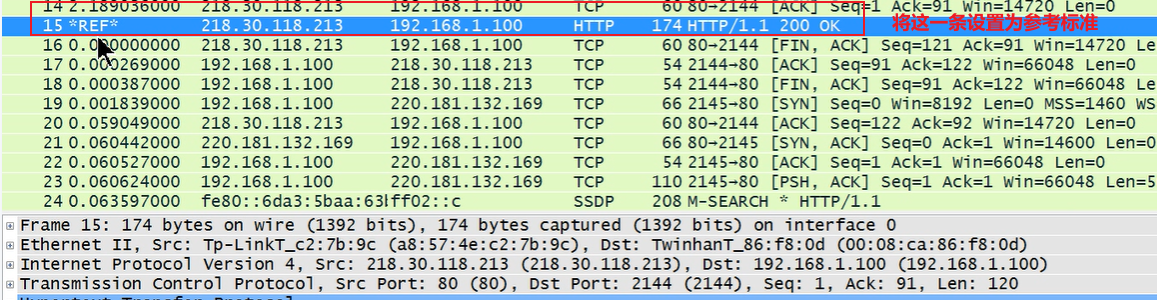 14 2.189036000 218.30.118.213 192.168.1.100 TCP 60 80→2144 [ACK] Seq=1 Ack=91 Win=14720 Len=0
15 *REF* 218.30.118.213 192.168.1.100 HTTP 174 HTTP/1.1 200 OK 将这一条设置为参考标准
16 0.000000000 218.30.118.213 192.168.1.100 TCP 60 80→2144 [FIN, ACK] Seq=121 Ack=91 Win=14720 Le
17 0.000269000 192.168.1.100 218.30.118.213 TCP 54 2144→80 [ACK] Seq=91 Ack=122 Win=66048 Len=0
18 0.000387000 192.168.1.100 218.30.118.213 TCP 54 2144→80 [FIN, ACK] Seq=91 Ack=122 Win=66048 Le
19 0.001839000 192.168.1.100 220.181.132.169 TCP 66 2145→80 [SYN] Seq=0 Win=8192 Len=0 MSS=1460 WS
20 0.059049000 218.30.118.213 192.168.1.100 TCP 60 80→2144 [ACK] Seq=122 Ack=92 Win=14720 Len=0
21 0.060442000 220.181.132.169 192.168.1.100 TCP 66 80→2145 [SYN, ACK] Seq=0 Ack=1 Win=14600 Len=
22 0.060527000 192.168.1.100 220.181.132.169 TCP 54 2145→80 [ACK] Seq=1 Ack=1 Win=66048 Len=0
23 0.060624000 192.168.1.100 220.181.132.169 TCP 110 2145→80 [PSH, ACK] Seq=1 Ack=1 Win=66048 Len=5
24 0.063597000 fe80::6da3:5baa:63 ff02::c SSDP 208 M-SEARCH * HTTP/1.1
Frame 15: 174 bytes on wire (1392 bits), 174 bytes captured (1392 bits) on interface 0
Ethernet II, Src: Tp-LinkT_c2:7b:9c (a8:57:4e:c2:7b:9c), Dst: TwinhanT_86:f8:0d (00:08:ca:86:f8:0d)
Internet Protocol Version 4, Src: 218.30.118.213 (218.30.118.213), Dst: 192.168.1.100 (192.168.1.100)
Transmission Control Protocol, Src Port: 80 (80), Dst Port: 2144 (2144), Seq: 1, Ack: 91, Len: 120